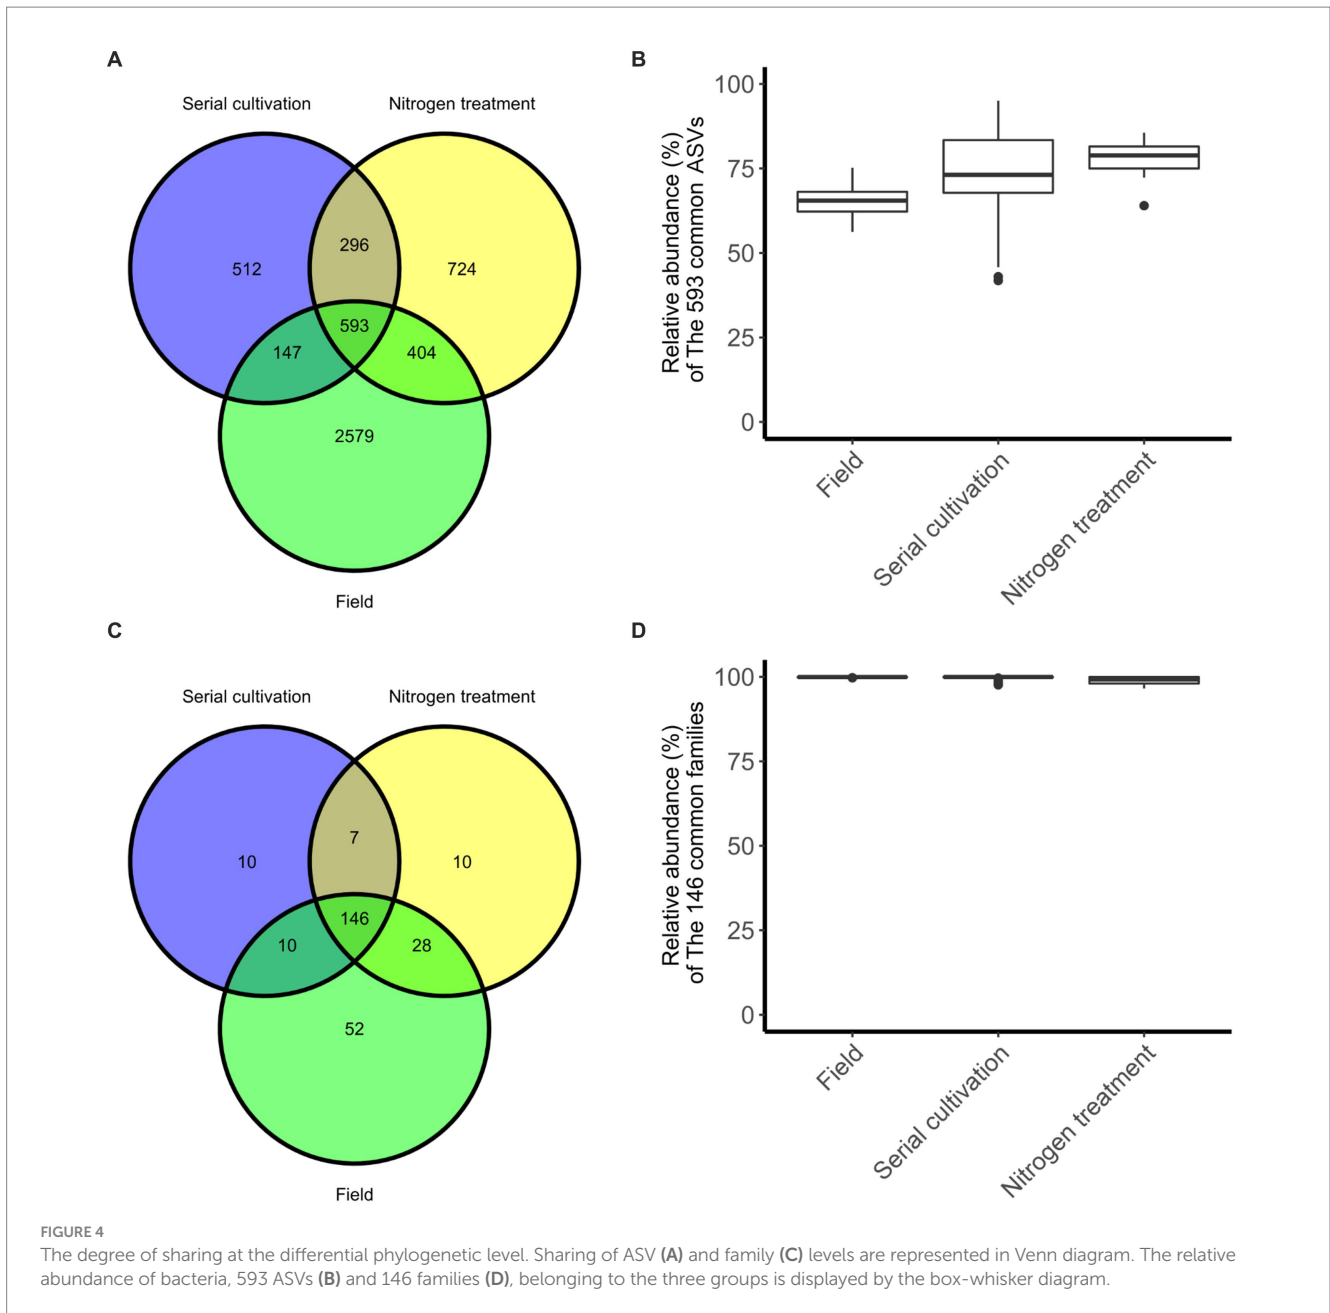 A
Serial cultivation
Nitrogen treatment
296
512
724
593
147
404
2579
Field
B
Relative abundance (%)
of The 593 common ASVs
100
75
50
25
0
Field
Serial cultivation
Nitrogen treatment
C
Serial cultivation
Nitrogen treatment
7
10
10
146
10
28
52
Field
D
Relative abundance (%)
of The 146 common families
100
75
50
25
0
Field
Serial cultivation
Nitrogen treatment
FIGURE 4
The degree of sharing at the differential phylogenetic level. Sharing of ASV (A) and family (C) levels are represented in Venn diagram. The relative
abundance of bacteria, 593 ASVs (B) and 146 families (D), belonging to the three groups is displayed by the box-whisker diagram.